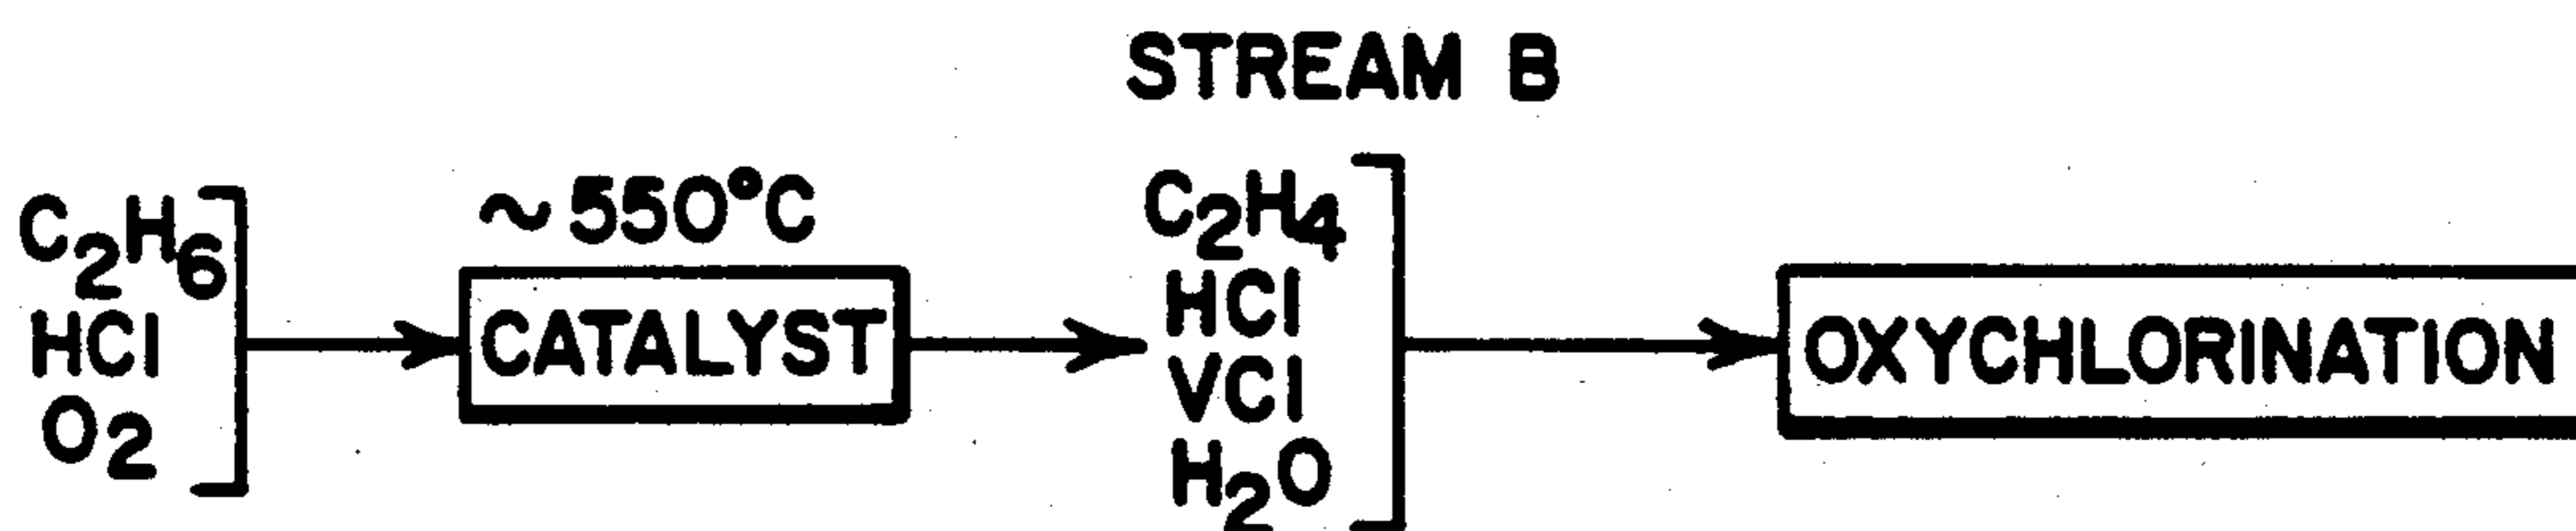 STREAM B
C2H6
HCl
O2
~550°C
CATALYST
C2H4
HCl
VCl
H2O
OXYCHLORINATION